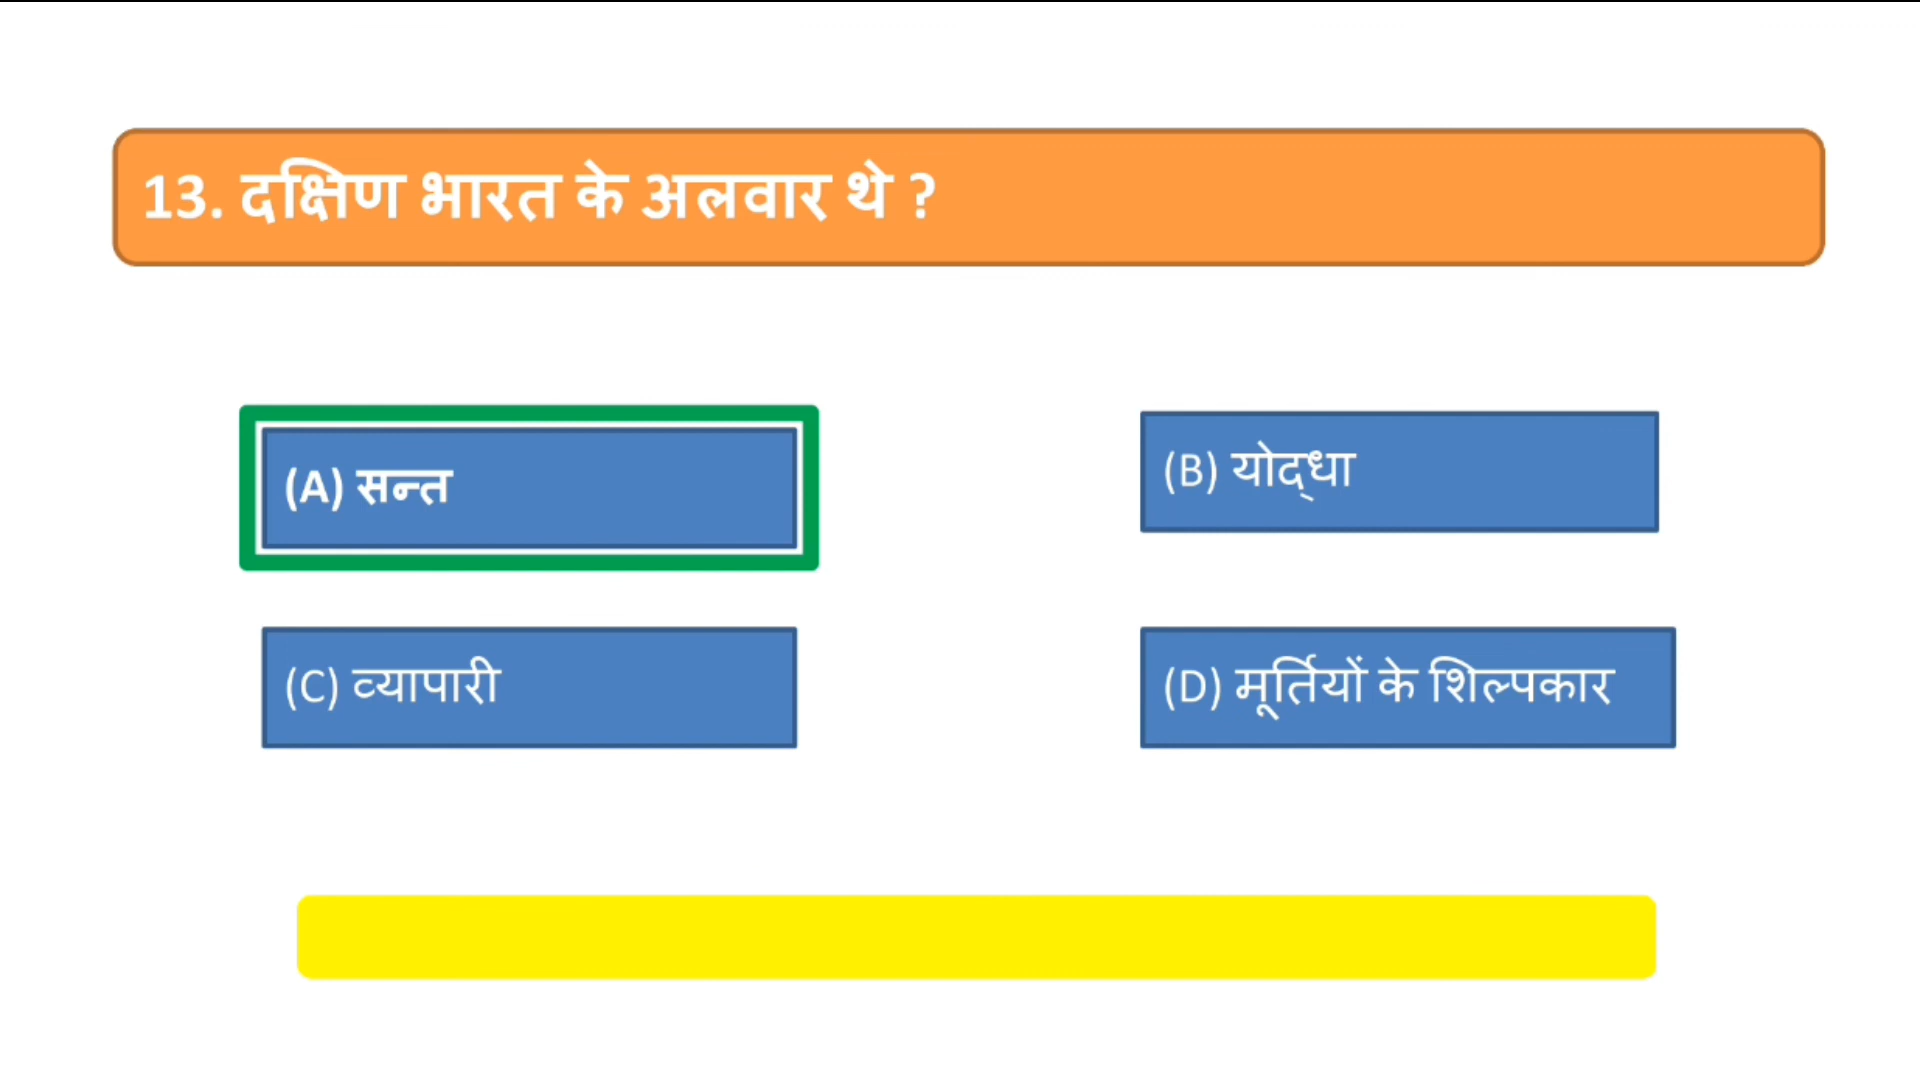 13. दक्षिण भारत के अलवार थे ?
(A) सन्त
(B) योद्‌धा
(C) व्यापारी
(D) मूर्तियों के शिल्पकार